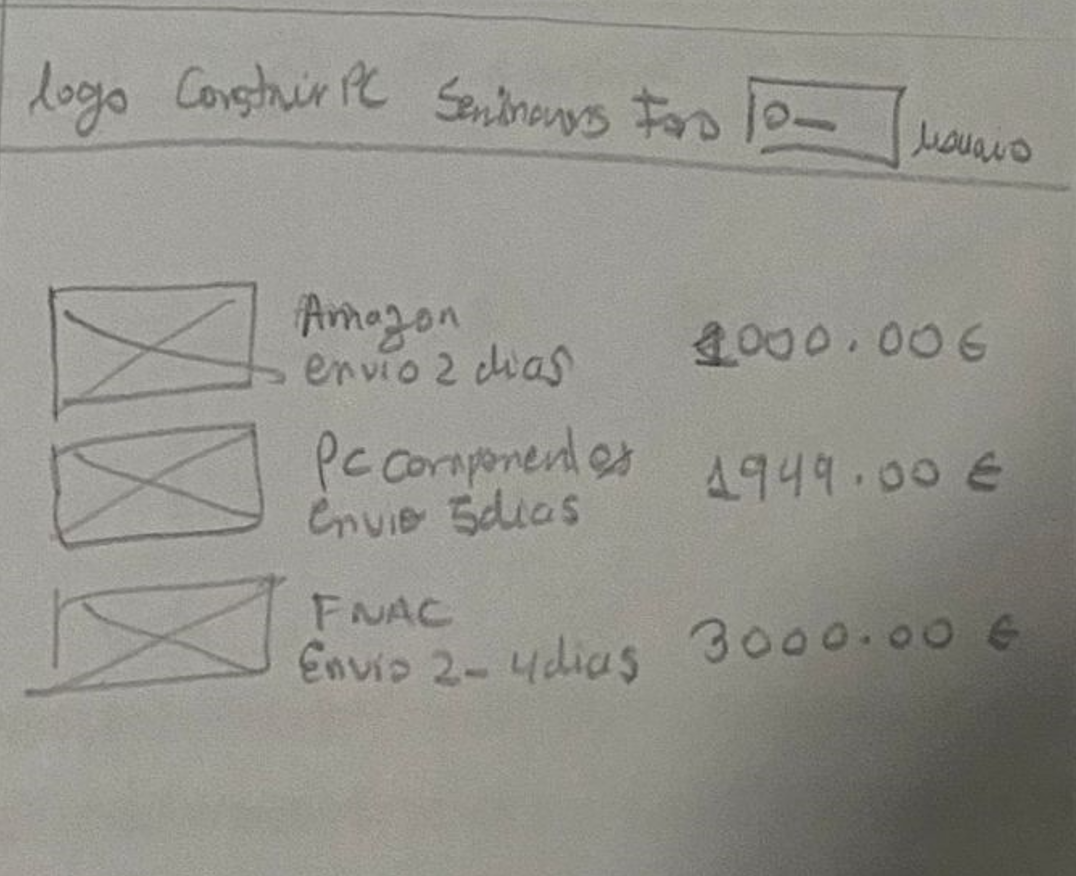 logo Construir PC Seminuevos Foro usuario
Amazon
envio 2 dias
1000.00€
Pc componentes
envio 5dias
1949.00 €
FNAC
Envio 2-4dias
3000.00 €